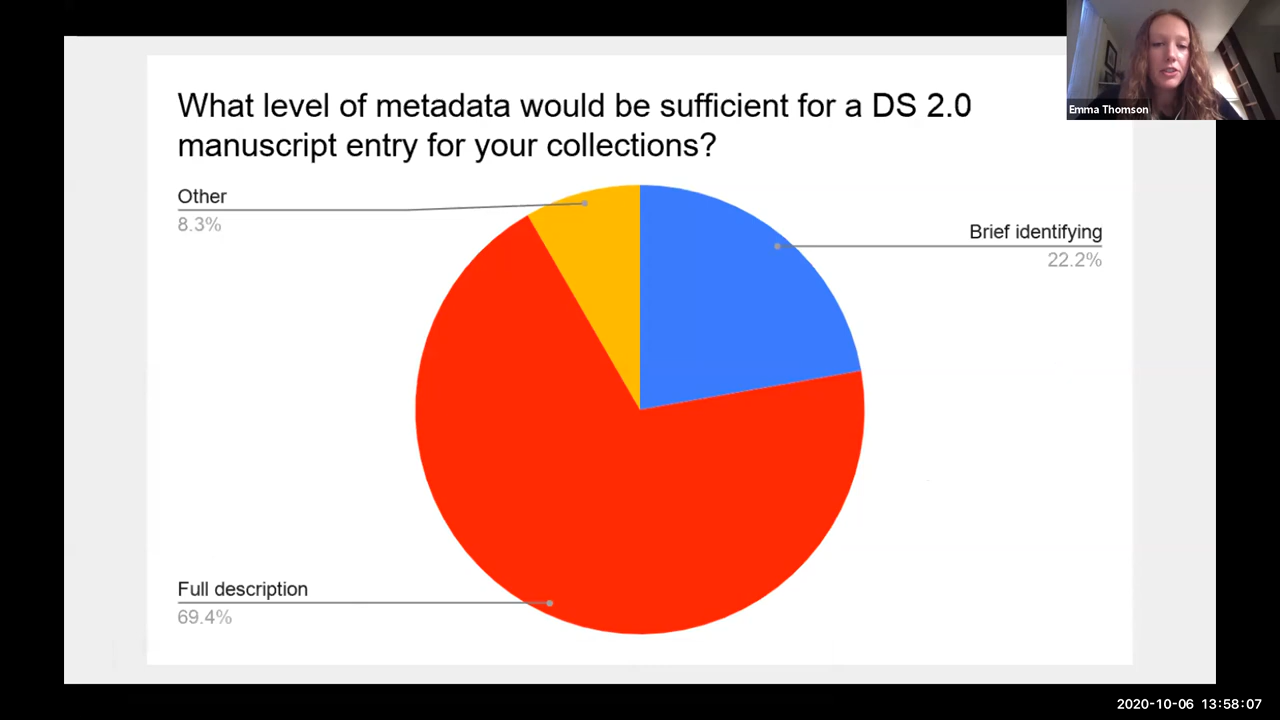 What level of metadata would be sufficient for a DS 2.0
manuscript entry for your collections?
Other
8.3%
Brief identifying
22.2%
Full description
69.4%
Emma Thomson
2020-10-06 13:58:07